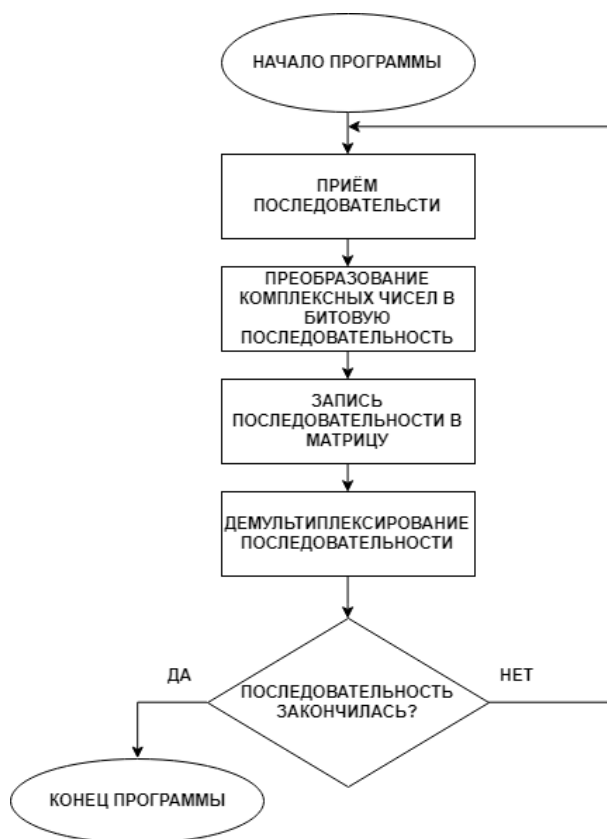 НАЧАЛО ПРОГРАММЫ
ПРИЁМ
ПОСЛЕДОВАТЕЛЬСТИ
ПРЕОБРАЗОВАНИЕ
КОМПЛЕКСНЫХ ЧИСЕЛ В
БИТОВУЮ
ПОСЛЕДОВАТЕЛЬНОСТЬ
ЗАПИСЬ
ПОСЛЕДОВАТЕЛЬНОСТИ В
МАТРИЦУ
ДЕМУЛЬТИПЛЕКСИРОВАНИЕ
ПОСЛЕДОВАТЕЛЬНОСТИ
ДА
НЕТ
ПОСЛЕДОВАТЕЛЬНОСТЬ
ЗАКОНЧИЛАСЬ?
КОНЕЦ ПРОГРАММЫ